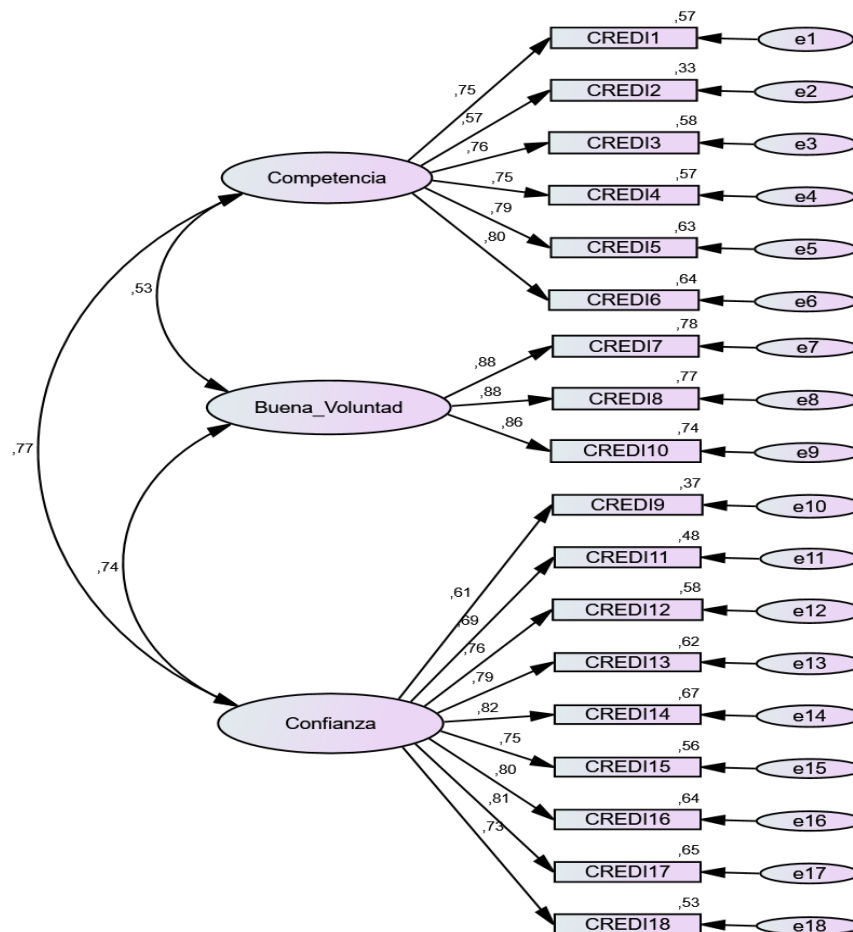 ,57
CREDI1
e1
,75
,33
CREDI2
e2
,57
,58
CREDI3
e3
,76
Competencia
,57
CREDI4
e4
,75
,63
CREDI5
e5
,79
,64
CREDI6
e6
,80
,53
,78
CREDI7
e7
,88
Buena_Voluntad
,77
CREDI8
e8
,88
,74
CREDI10
e9
,86
,77
,74
,37
CREDI9
e10
,61
,48
CREDI11
e11
,69
,58
CREDI12
e12
,76
,62
CREDI13
e13
,79
Confianza
,67
CREDI14
e14
,82
,56
CREDI15
e15
,75
,64
CREDI16
e16
,80
,65
CREDI17
e17
,81
,53
CREDI18
e18
,73